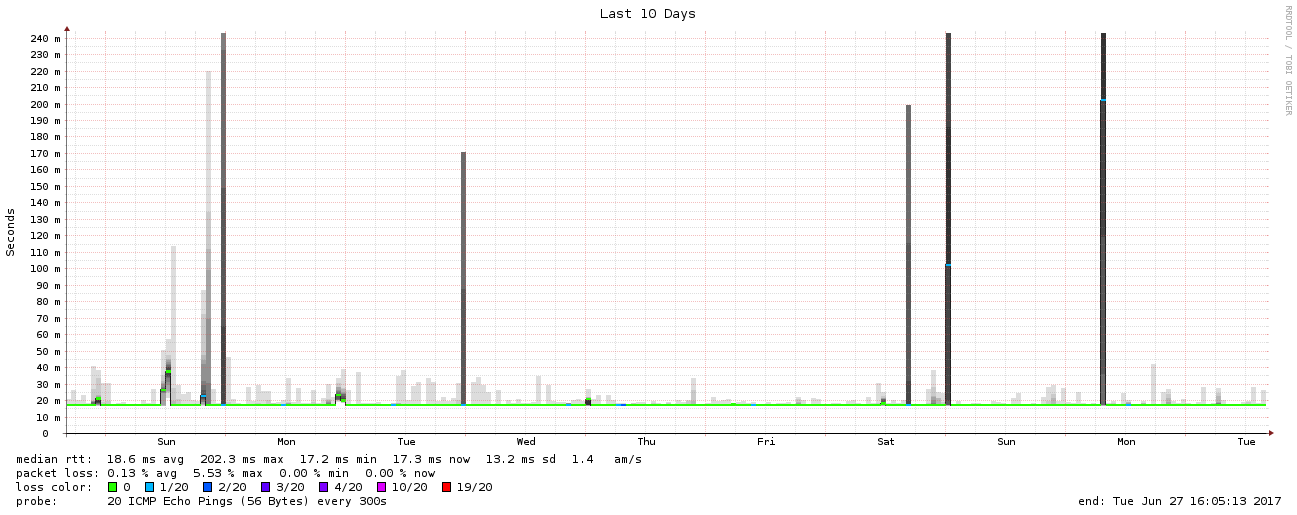 Last 10 Days
RRDTOOL / TOBI OETIKER
Seconds
240 m
230 m
220 m
210 m
200 m
190 m
180 m
170 m
160 m
150 m
140 m
130 m
120 m
110 m
100 m
90 m
80 m
70 m
60 m
50 m
40 m
30 m
20 m
10 m
0
Sun Mon Tue Wed Thu Fri Sat Sun Mon Tue
median rtt: 18.6 ms avg 202.3 ms max 17.2 ms min 17.3 ms now 13.2 ms sd 1.4 am/s
packet loss: 0.13 % avg 5.53 % max 0.00 % min 0.00 % now
loss color: 0 1/20 2/20 3/20 4/20 10/20 19/20
probe: 20 ICMP Echo Pings (56 Bytes) every 300s end: Tue Jun 27 16:05:13 2017